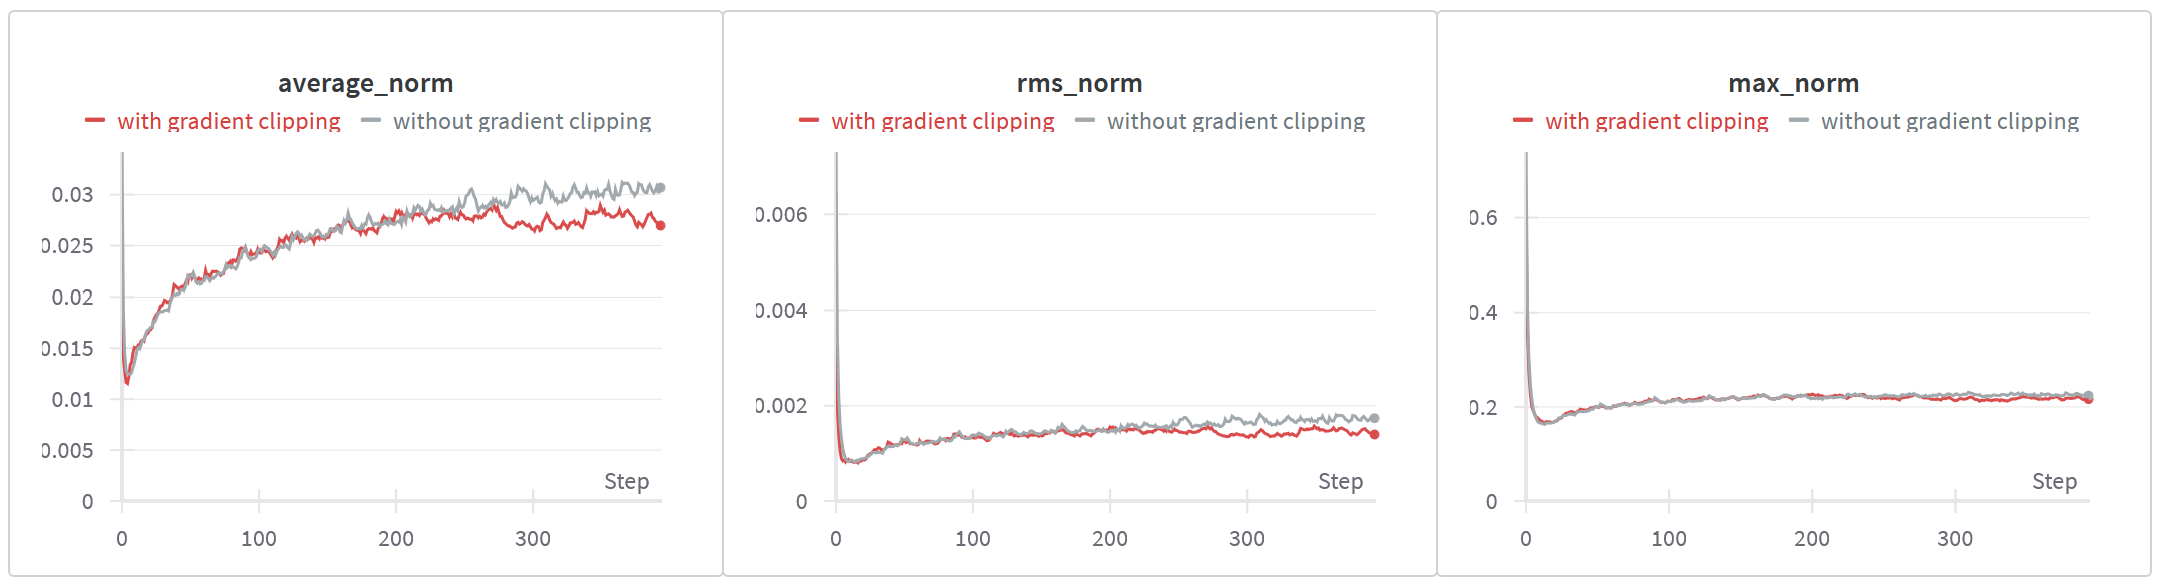 average_norm
with gradient clipping without gradient clipping
0.03
0.025
0.02
0.015
0.01
0.005
0
Step
0 100 200 300
rms_norm
with gradient clipping without gradient clipping
0.006
0.004
0.002
0
Step
0 100 200 300
max_norm
with gradient clipping without gradient clipping
0.6
0.4
0.2
0
Step
0 100 200 300